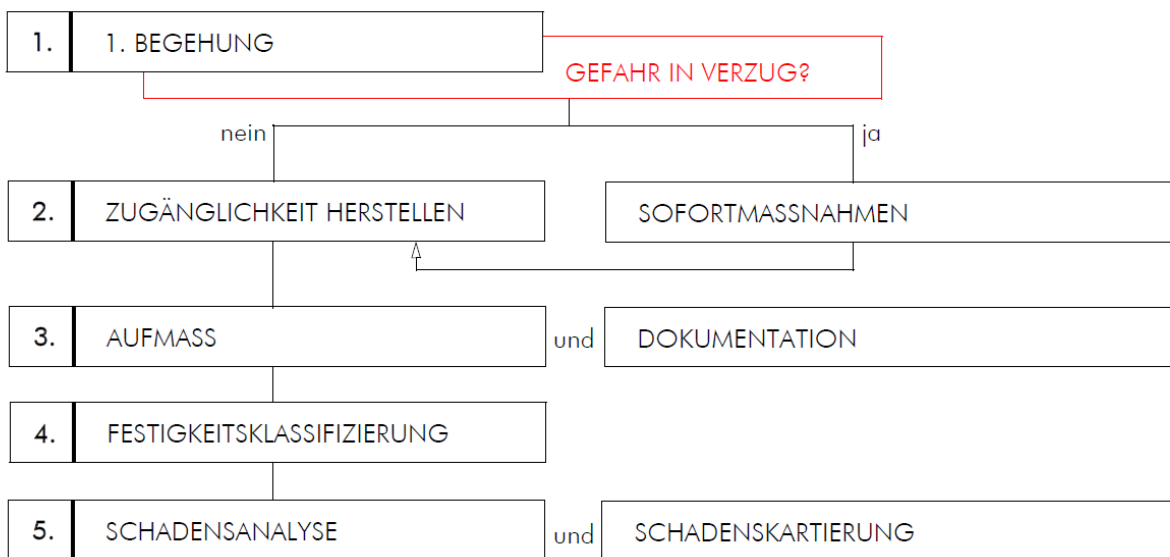 1. 1. BEGEHUNG
GEFAHR IN VERZUG?
nein ja
2. ZUGÄNGLICHKEIT HERSTELLEN SOFORTMASSNAHMEN
3. AUFMASS und DOKUMENTATION
4. FESTIGKEITSKLASSIFIZIERUNG
5. SCHADENSANALYSE und SCHADENSKARTIERUNG